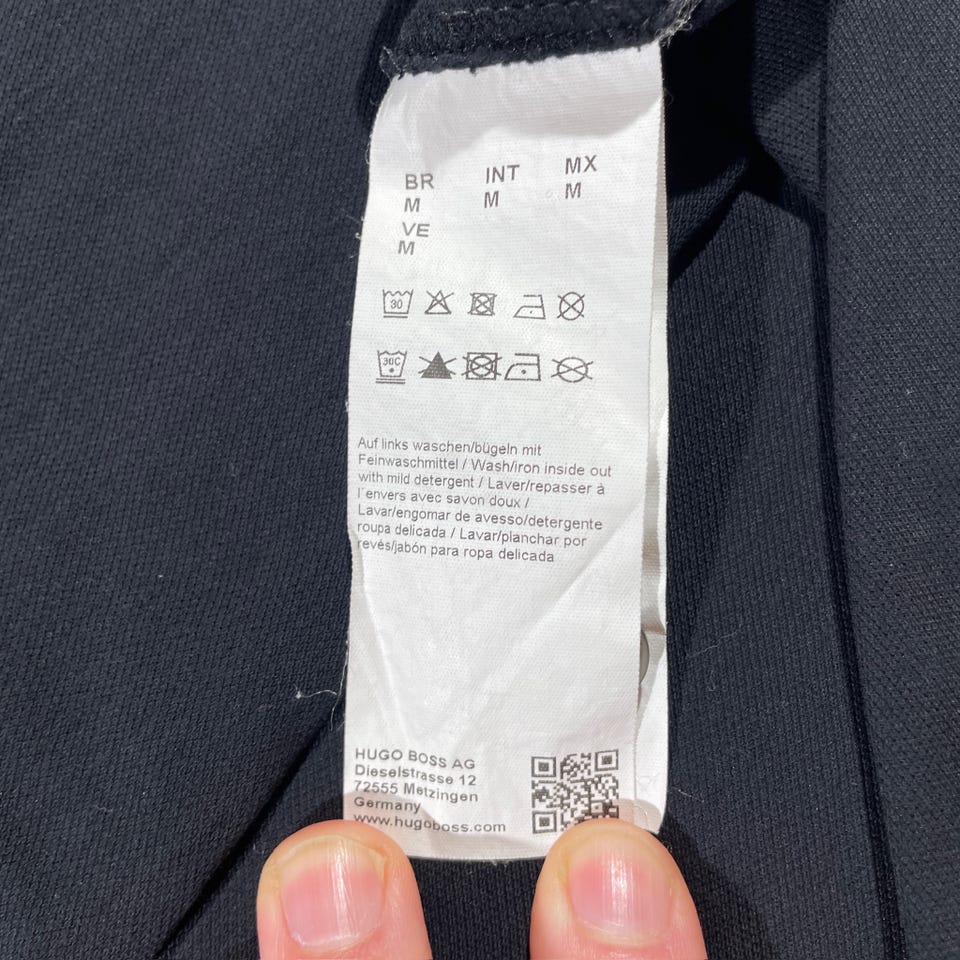 BR INT MX
M M M
VE
M
30
30C
Auf links waschen/bügeln mit
Feinwaschmittel / Wash/iron inside out
with mild detergent / Laver/repasser à
l´envers avec savon doux /
Lavar/engomar de avesso/detergente
roupa delicada / Lavar/planchar por
revés/jabón para ropa delicada
HUGO BOSS AG
Dieselstrasse 12
72555 Metzingen
Germany
www.hugoboss.com